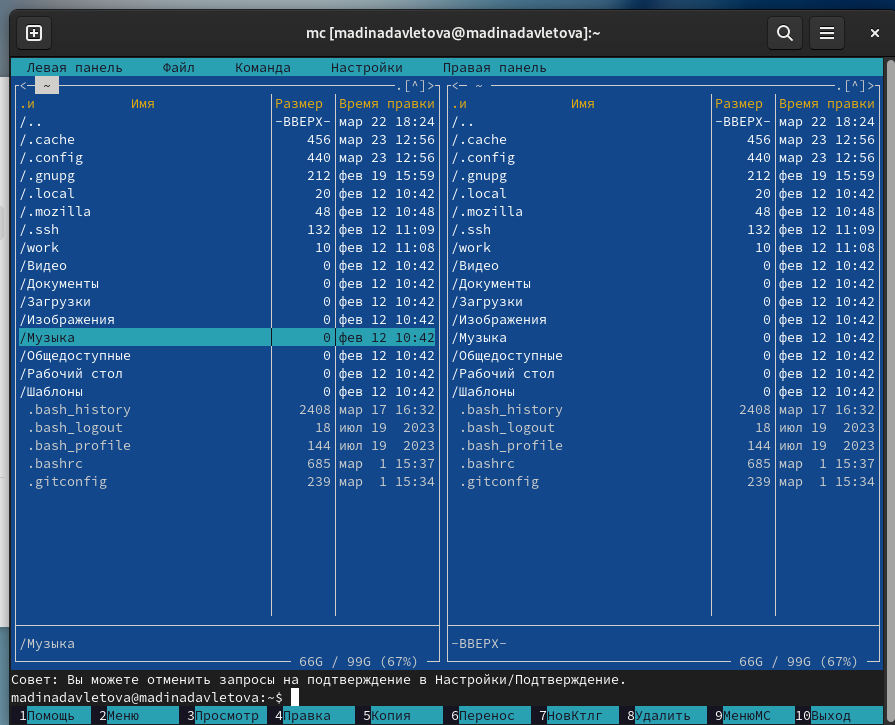 mc [madinadavletova@madinadavletova]:~
Левая панель Файл Команда Настройки Правая панель
<─ ~ .[^]> <─ ~ .[^]>
.и Имя Размер Время правки .и Имя Размер Время правки
/.. -ВВЕРХ- мар 22 18:24 /.. -ВВЕРХ- мар 22 18:24
/.cache 456 мар 23 12:56 /.cache 456 мар 23 12:56
/.config 440 мар 23 12:56 /.config 440 мар 23 12:56
/.gnupg 212 фев 19 15:59 /.gnupg 212 фев 19 15:59
/.local 20 фев 12 10:42 /.local 20 фев 12 10:42
/.mozilla 48 фев 12 10:48 /.mozilla 48 фев 12 10:48
/.ssh 132 фев 12 11:09 /.ssh 132 фев 12 11:09
/work 10 фев 12 11:08 /work 10 фев 12 11:08
/Видео 0 фев 12 10:42 /Видео 0 фев 12 10:42
/Документы 0 фев 12 10:42 /Документы 0 фев 12 10:42
/Загрузки 0 фев 12 10:42 /Загрузки 0 фев 12 10:42
/Изображения 0 фев 12 10:42 /Изображения 0 фев 12 10:42
/Музыка 0 фев 12 10:42 /Музыка 0 фев 12 10:42
/Общедоступные 0 фев 12 10:42 /Общедоступные 0 фев 12 10:42
/Рабочий стол 0 фев 12 10:42 /Рабочий стол 0 фев 12 10:42
/Шаблоны 0 фев 12 10:42 /Шаблоны 0 фев 12 10:42
.bash_history 2408 мар 17 16:32 .bash_history 2408 мар 17 16:32
.bash_logout 18 июл 19 2023 .bash_logout 18 июл 19 2023
.bash_profile 144 июл 19 2023 .bash_profile 144 июл 19 2023
.bashrc 685 мар 1 15:37 .bashrc 685 мар 1 15:37
.gitconfig 239 мар 1 15:34 .gitconfig 239 мар 1 15:34
/Музыка -ВВЕРХ-
66G / 99G (67%) 66G / 99G (67%)
Совет: Вы можете отменить запросы на подтверждение в Настройки/Подтверждение.
madinadavletova@madinadavletova:~$
1Помощь 2Меню 3Просмотр 4Правка 5Копия 6Перенос 7НовКтлг 8Удалить 9МенюMC 10Выход